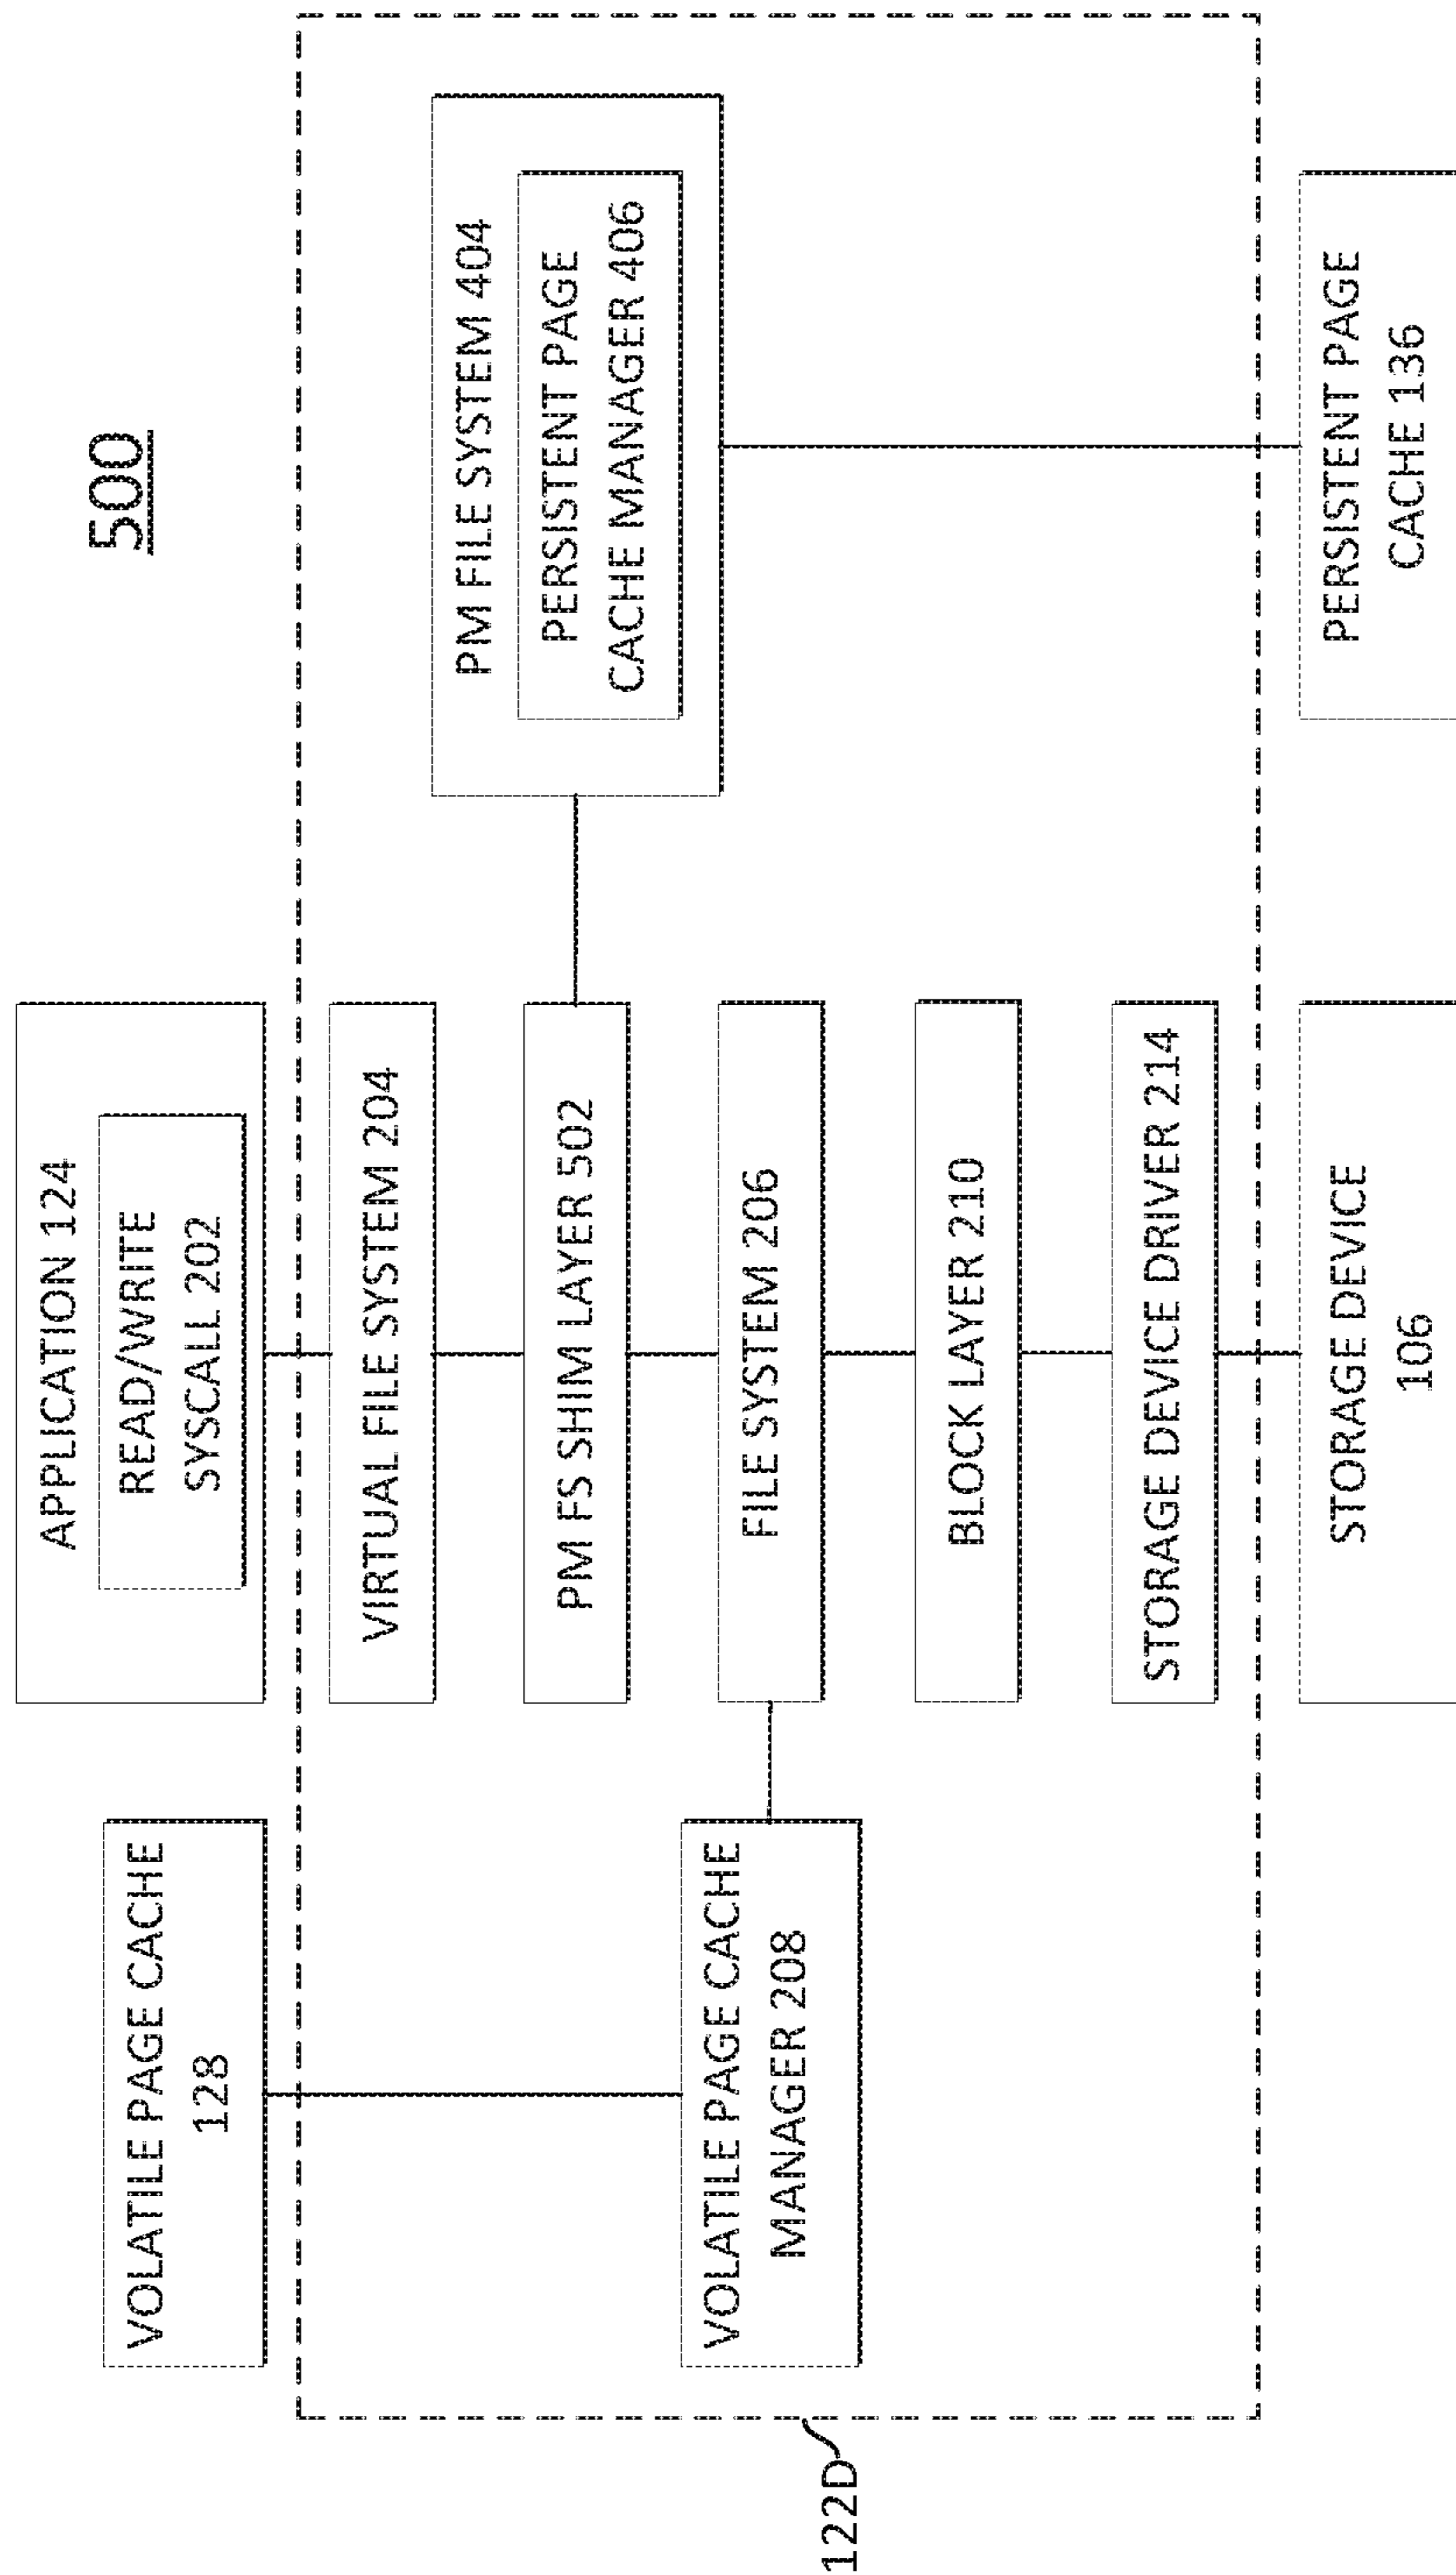 500
VOLATILE PAGE CACHE
128
APPLICATION 124
READ/WRITE
SYSCALL 202
VIRTUAL FILE SYSTEM 204
PM FS SHIM LAYER 502
PM FILE SYSTEM 404
PERSISTENT PAGE
CACHE MANAGER 406
VOLATILE PAGE CACHE
MANAGER 208
FILE SYSTEM 206
BLOCK LAYER 210
STORAGE DEVICE DRIVER 214
122D
STORAGE DEVICE
106
PERSISTENT PAGE
CACHE 136